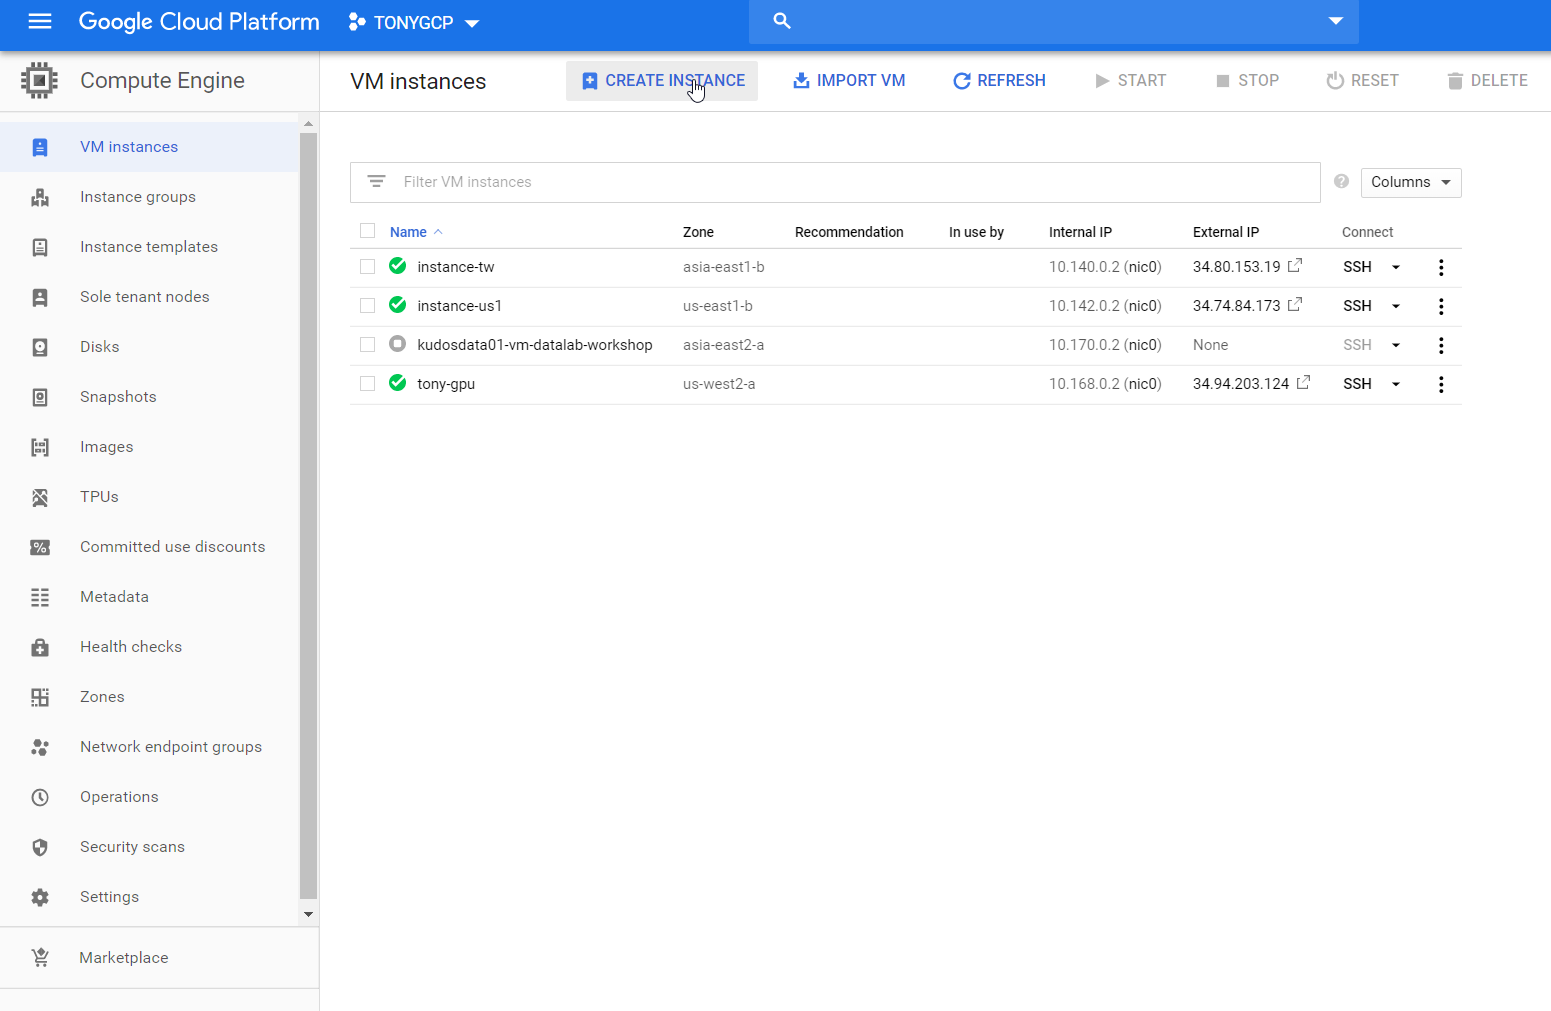 Google Cloud Platform TONYGCP
Compute Engine
VM instances CREATE INSTANCE IMPORT VM REFRESH START STOP RESET DELETE
VM instances
Instance groups
Instance templates
Sole tenant nodes
Disks
Snapshots
Images
TPUs
Committed use discounts
Metadata
Health checks
Zones
Network endpoint groups
Operations
Security scans
Settings
Marketplace
Filter VM instances Columns
Name Zone Recommendation In use by Internal IP External IP Connect
instance-tw asia-east1-b 10.140.0.2 (nic0) 34.80.153.19 SSH
instance-us1 us-east1-b 10.142.0.2 (nic0) 34.74.84.173 SSH
kudosdata01-vm-datalab-workshop asia-east2-a 10.170.0.2 (nic0) None SSH
tony-gpu us-west2-a 10.168.0.2 (nic0) 34.94.203.124 SSH